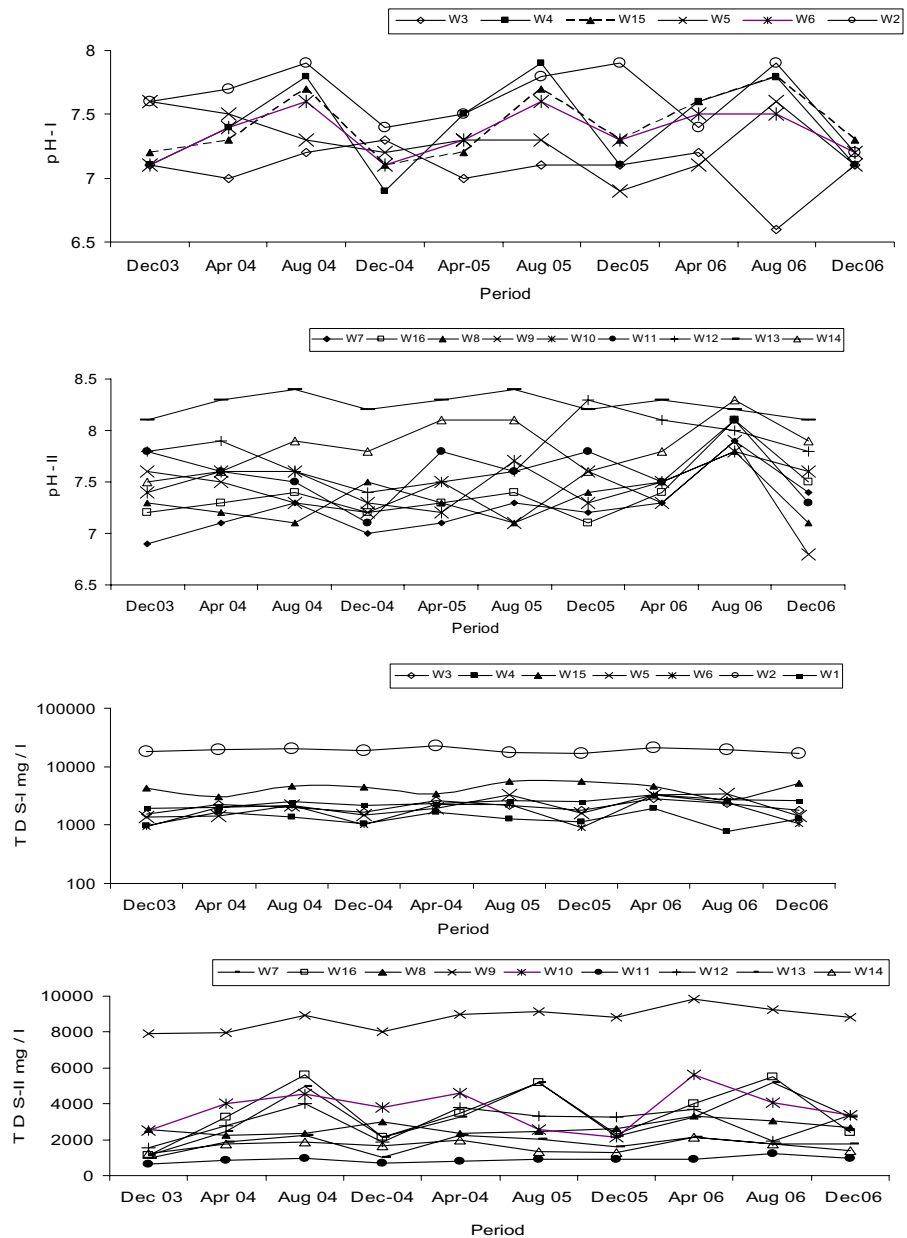 W3 W4 W15 W5 W6 W2
8
7.5
7
6.5
pH-I
Dec03 Apr 04 Aug 04 Dec-04 Apr-05 Aug 05 Dec05 Apr 06 Aug 06 Dec06
Period
W7 W16 W8 W9 W10 W11 W12 W13 W14
8.5
8
7.5
7
6.5
pH-II
Dec03 Apr 04 Aug 04 Dec-04 Apr-05 Aug 05 Dec05 Apr 06 Aug 06 Dec06
Period
W3 W4 W15 W5 W6 W2 W1
100000
10000
1000
100
T D S-I mg / l
Dec03 Apr 04 Aug 04 Dec-04 Apr-04 Aug 05 Dec05 Apr 06 Aug 06 Dec06
Period
W7 W16 W8 W9 W10 W11 W12 W13 W14
10000
8000
6000
4000
2000
0
T D S-II mg / l
Dec 03 Apr 04 Aug 04 Dec-04 Apr-04 Aug 05 Dec 05 Apr 06 Aug 06 Dec06
Period